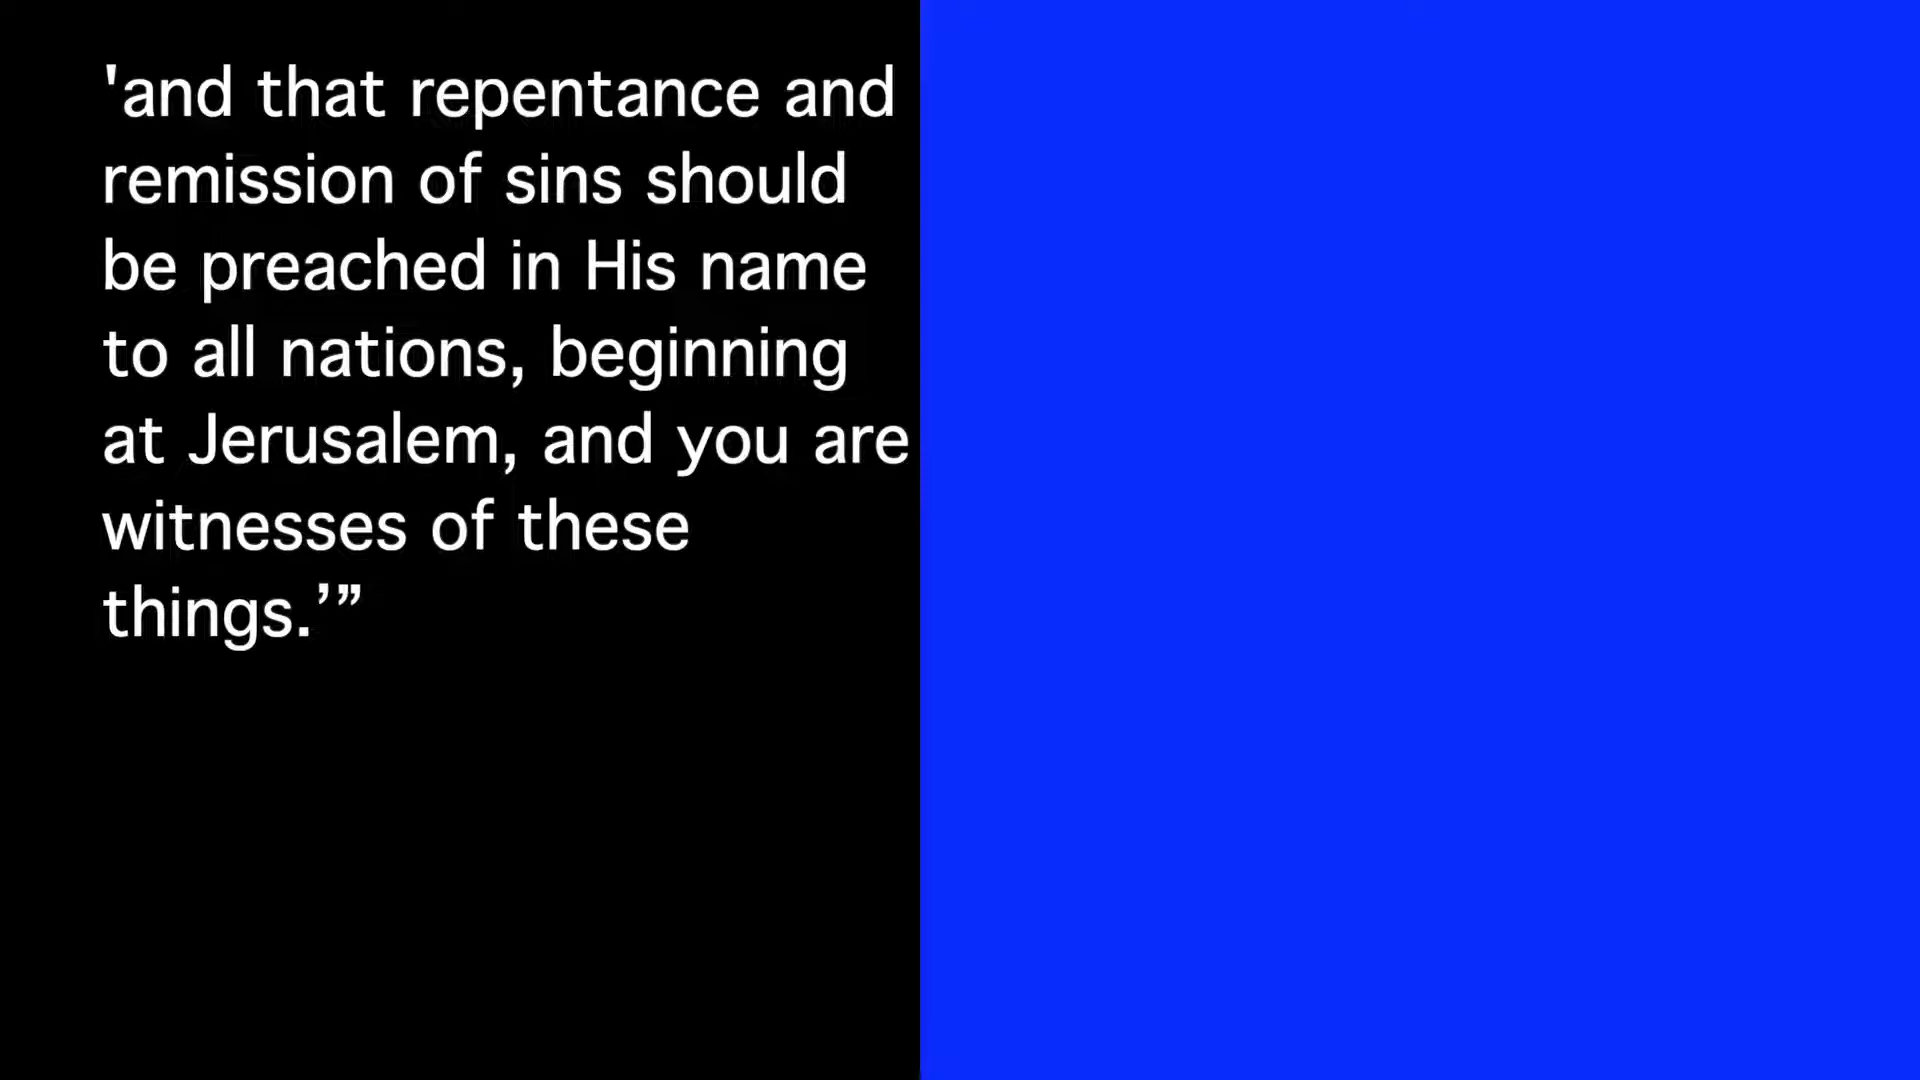 'and that repentance and
remission of sins should
be preached in His name
to all nations, beginning
at Jerusalem, and you are
witnesses of these
things.’”